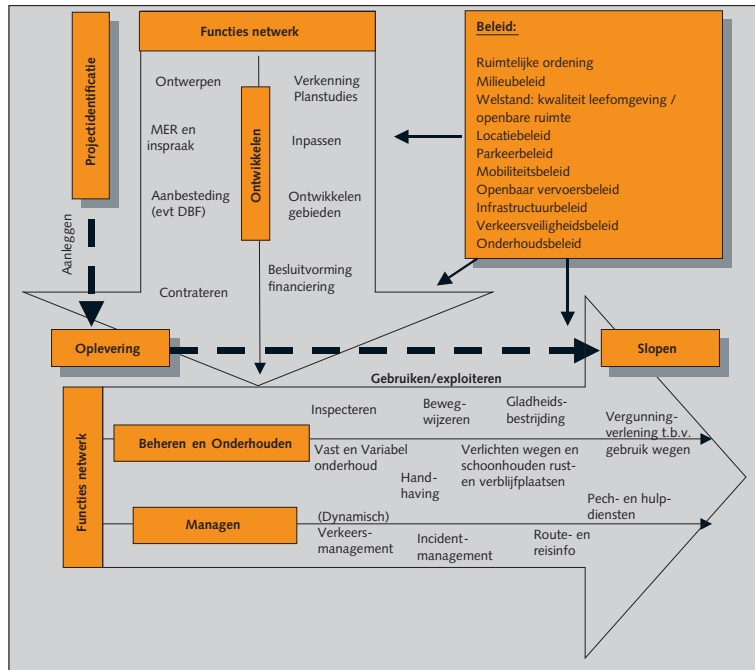 Functies netwerk
Projectidentificatie
Ontwerpen
Verkenning
Planstudies
MER en
inspraak
Inpassen
Ontwikkelen
Aanbesteding
(evt DBF)
Ontwikkelen
gebieden
Besluitvorming
financiering
Contrateren
Aanleggen
Beleid:
Ruimtelijke ordening
Milieubeleid
Welstand: kwaliteit leefomgeving /
openbare ruimte
Locatiebeleid
Parkeerbeleid
Mobiliteitsbeleid
Openbaar vervoersbeleid
Infrastructuurbeleid
Verkeersveiligheidsbeleid
Onderhoudsbeleid
Oplevering
Slopen
Gebruiken/exploiteren
Functies netwerk
Beheren en Onderhouden
Inspecteren
Beweg-
wijzeren
Gladheids-
bestrijding
Vergunning-
verlening t.b.v.
gebruik wegen
Vast en Variabel
onderhoud
Hand-
having
Verlichten wegen en
schoonhouden rust-
en verblijfplaatsen
Managen
(Dynamisch)
Verkeers-
management
Incident-
management
Route- en
reisinfo
Pech- en hulp-
diensten